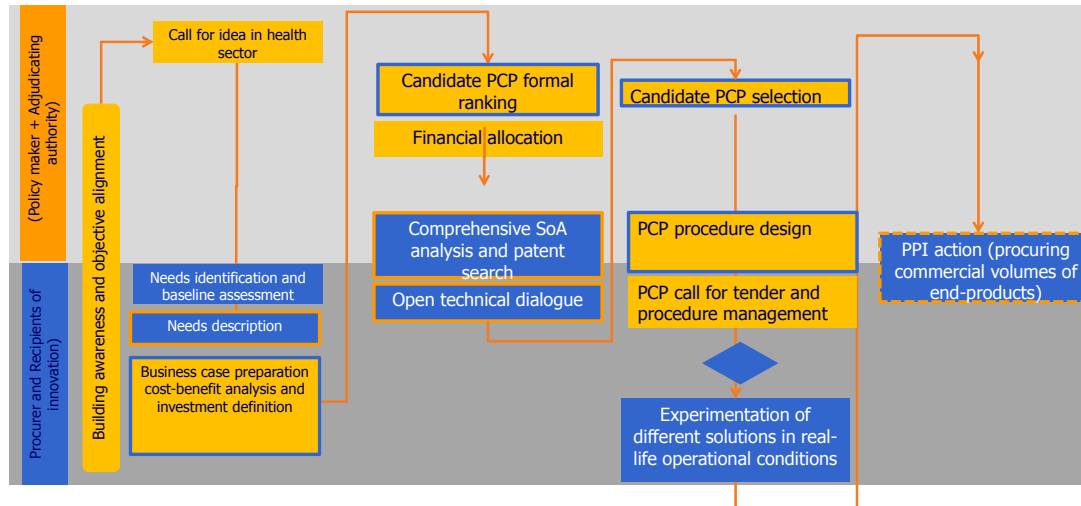 (Policy maker + Adjudicating
authority)
Procurer and Recipients of
innovation)
Building awareness and objective alignment
Call for idea in health
sector
Needs identification and
baseline assessment
Needs description
Business case preparation
cost-benefit analysis and
investment definition
Candidate PCP formal
ranking
Financial allocation
Comprehensive SoA
analysis and patent
search
Open technical dialogue
Candidate PCP selection
PCP procedure design
PCP call for tender and
procedure management
Experimentation of
different solutions in real-
life operational conditions
PPI action (procuring
commercial volumes of
end-products)